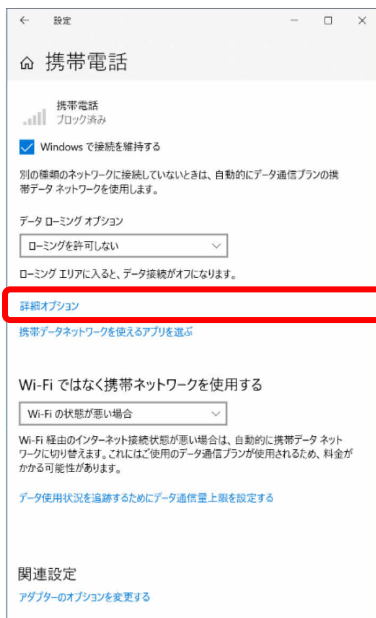 ← 設定
携帯電話
携帯電話
ブロック済み
Windows で接続を維持する
別の種類のネットワークに接続していないときは、自動的にデータ通信プランの携
帯データ ネットワークを使用します。
データ ローミング オプション
ローミングを許可しない
ローミング エリアに入ると、データ接続がオフになります。
詳細オプション
携帯データネットワークを使えるアプリを選ぶ
Wi-Fi ではなく携帯ネットワークを使用する
Wi-Fi の状態が悪い場合
Wi-Fi 経由のインターネット接続状態が悪い場合は、自動的に携帯データ ネット
ワークに切り替えます。これにはご使用のデータ通信プランが使用されるため、料金が
かかる可能性があります。
データ使用状況を追跡するためにデータ通信量上限を設定する
関連設定
アダプターのオプションを変更する